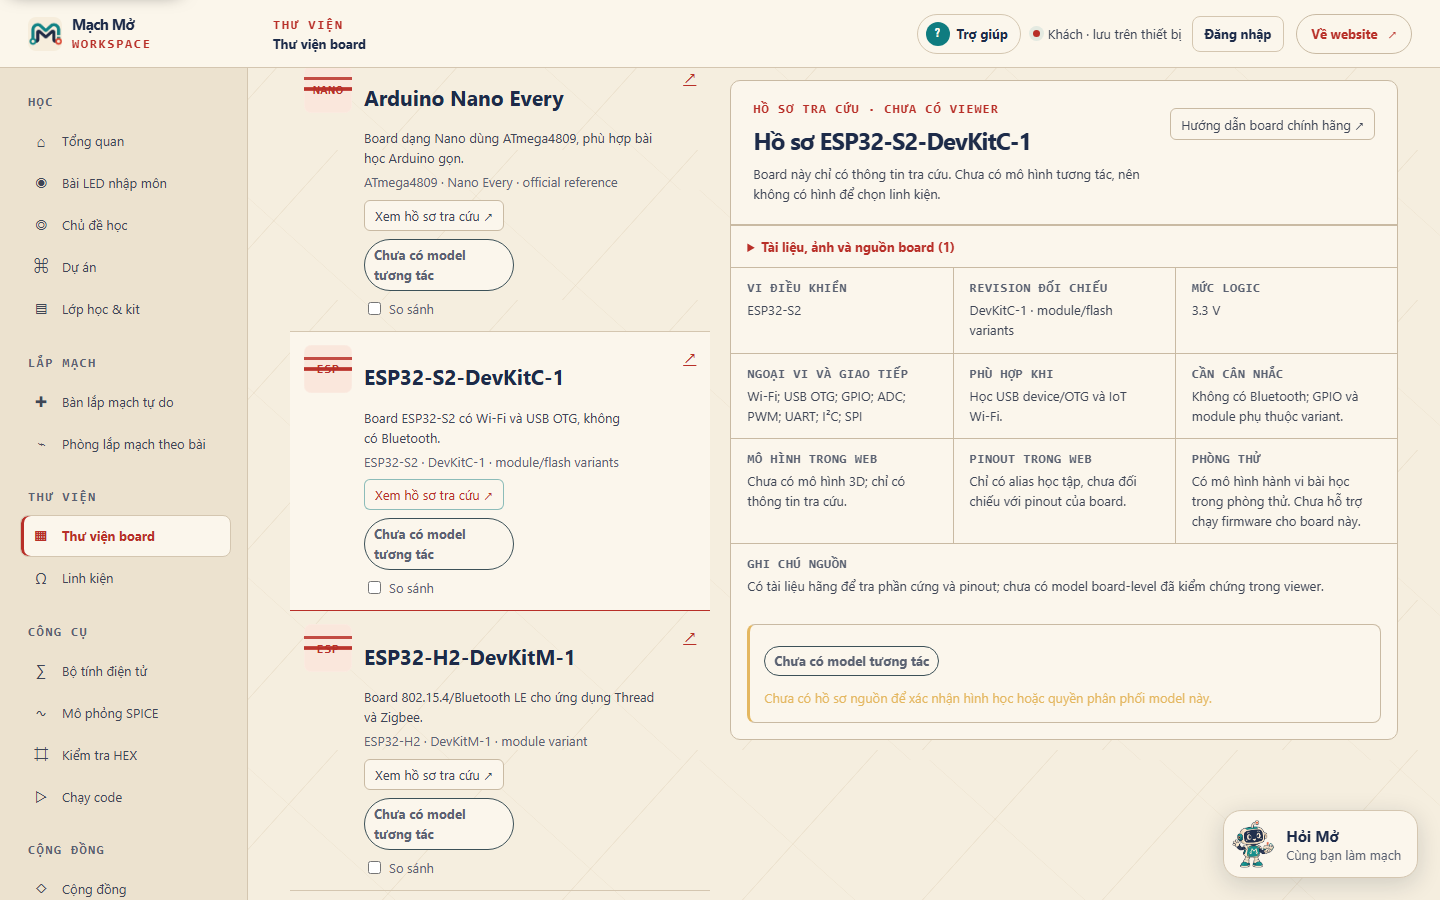 Mạch Mở
WORKSPACE
THƯ VIỆN
Thư viện board
? Trợ giúp
Khách · lưu trên thiết bị
Đăng nhập
Về website ↗
HỌC
Tổng quan
Bài LED nhập môn
Chủ đề học
Dự án
Lớp học & kit
LẮP MẠCH
Bàn lắp mạch tự do
Phòng lắp mạch theo bài
THƯ VIỆN
Thư viện board
Linh kiện
CÔNG CỤ
Bộ tính điện tử
Mô phỏng SPICE
Kiểm tra HEX
Chạy code
CỘNG ĐỒNG
Cộng đồng
NANO
Arduino Nano Every
↗
Board dạng Nano dùng ATmega4809, phù hợp bài
học Arduino gọn.
ATmega4809 · Nano Every · official reference
Xem hồ sơ tra cứu ↗
Chưa có model
tương tác
So sánh
ESP
ESP32-S2-DevKitC-1
↗
Board ESP32-S2 có Wi-Fi và USB OTG, không
có Bluetooth.
ESP32-S2 · DevKitC-1 · module/flash variants
Xem hồ sơ tra cứu ↗
Chưa có model
tương tác
So sánh
ESP
ESP32-H2-DevKitM-1
↗
Board 802.15.4/Bluetooth LE cho ứng dụng Thread
và Zigbee.
ESP32-H2 · DevKitM-1 · module variant
Xem hồ sơ tra cứu ↗
Chưa có model
tương tác
So sánh
HỒ SƠ TRA CỨU · CHƯA CÓ VIEWER
Hồ sơ ESP32-S2-DevKitC-1
Board này chỉ có thông tin tra cứu. Chưa có mô hình tương tác, nên
không có hình để chọn linh kiện.
Hướng dẫn board chính hãng ↗
▶ Tài liệu, ảnh và nguồn board (1)
VI ĐIỀU KHIỂN
ESP32-S2
REVISION ĐỐI CHIẾU
DevKitC-1 · module/flash
variants
MỨC LOGIC
3.3 V
NGOẠI VI VÀ GIAO TIẾP
Wi-Fi; USB OTG; GPIO; ADC;
PWM; UART; I²C; SPI
PHÙ HỢP KHI
Học USB device/OTG và IoT
Wi-Fi.
CẦN CÂN NHẮC
Không có Bluetooth; GPIO và
module phụ thuộc variant.
MÔ HÌNH TRONG WEB
Chưa có mô hình 3D; chỉ có
thông tin tra cứu.
PINOUT TRONG WEB
Chỉ có alias học tập, chưa đối
chiếu với pinout của board.
PHÒNG THỬ
Có mô hình hành vi bài học
trong phòng thử. Chưa hỗ trợ
chạy firmware cho board này.
GHI CHÚ NGUỒN
Có tài liệu hãng để tra phần cứng và pinout; chưa có model board-level đã kiểm chứng trong viewer.
Chưa có model tương tác
Chưa có hồ sơ nguồn để xác nhận hình học hoặc quyền phân phối model này.
Hỏi Mở
Cùng bạn làm mạch